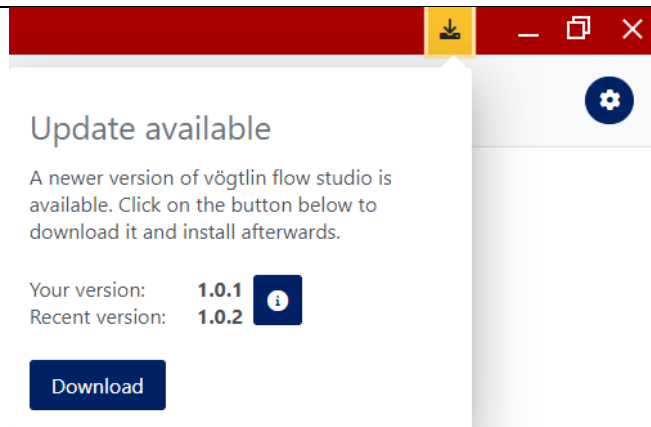 Update available
A newer version of vögtlin flow studio is
available. Click on the button below to
download it and install afterwards.
Your version: 1.0.1
Recent version: 1.0.2
Download